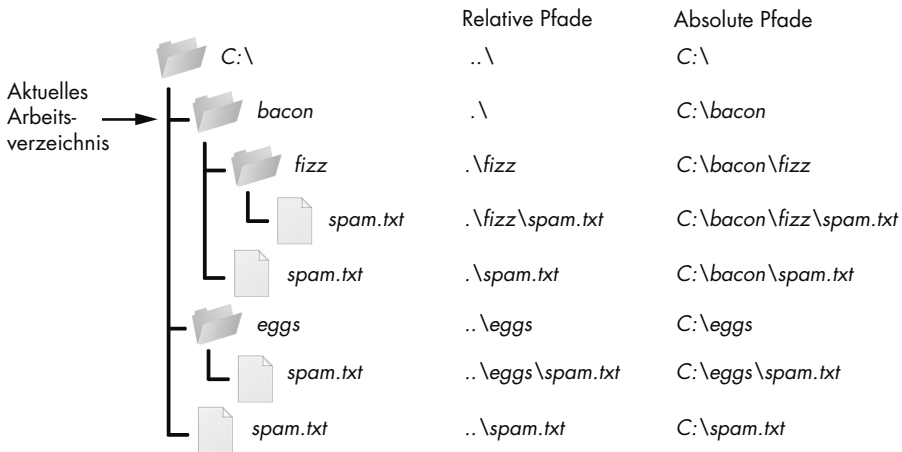 Relative Pfade Absolute Pfade
C:\ ..\ C:\
Aktuelles
Arbeits-
verzeichnis
bacon .\ C:\bacon
fizz .\fizz C:\bacon\fizz
spam.txt .\fizz\spam.txt C:\bacon\fizz\spam.txt
spam.txt .\spam.txt C:\bacon\spam.txt
eggs ..\eggs C:\eggs
spam.txt ..\eggs\spam.txt C:\eggs\spam.txt
spam.txt ..\spam.txt C:\spam.txt